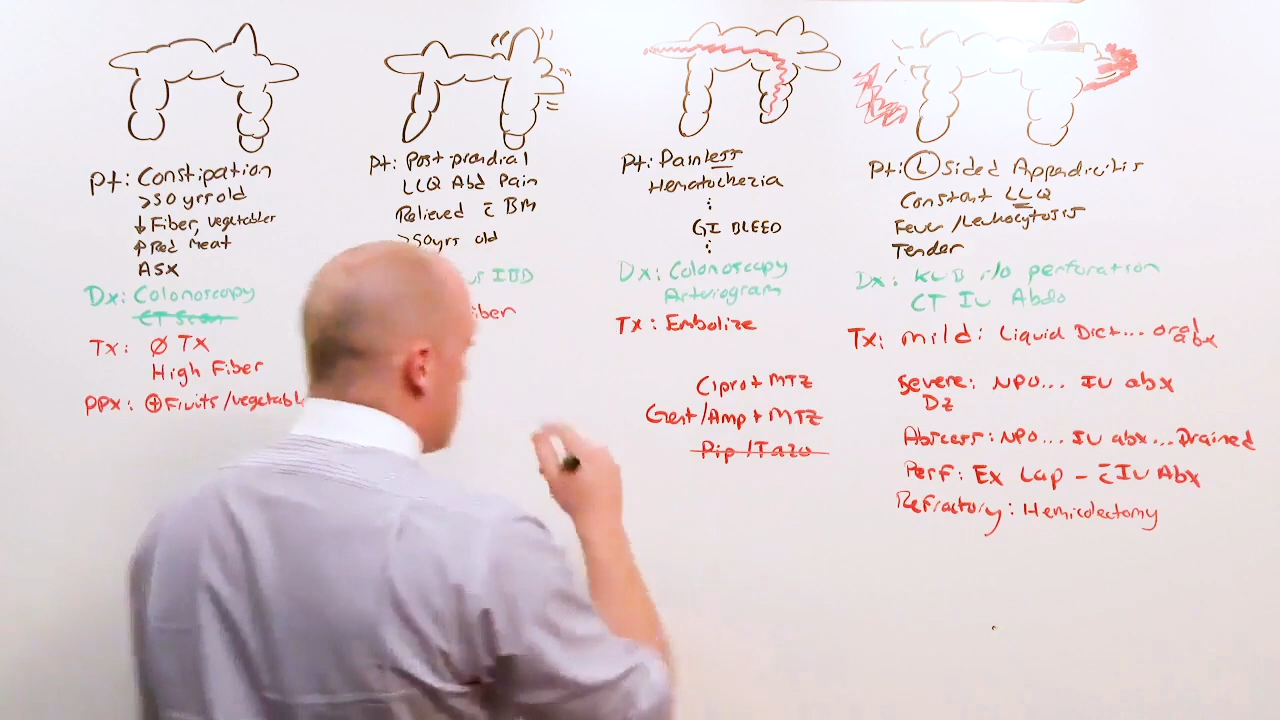 Pt: Constipation
>50 yrs old
↓ Fiber, vegetables
↑ Red Meat
ASX
Dx: Colonoscopy
CT Scan
Tx: Ø TX
High Fiber
PPx: ⊕ Fruits/vegetabl
Pt: Post prandial
LLQ Abd Pain
Relieved c̄ BM
>50yrs old
vs IBD
iber
Pt: Painless
Hematochezia
⋮
GI BLEED
⋮
Dx: Colonoscopy
Arteriogram
Tx: Embolize
Cipro + MTZ
Gent/Amp + MTZ
Pip/Tazo
Pt: Ⓛ Sided Appendicitis
Constant LLQ
Fever/Leukocytosis
Tender
Dx: KUB r/o perforation
CT IV Abdo
Tx: mild: Liquid Diet... oral abx
Severe: NPO... IV abx
Dz
Abscess: NPO... IV abx... Drained
Perf: Ex Lap - c̄ IV Abx
Refractory: Hemicolectomy